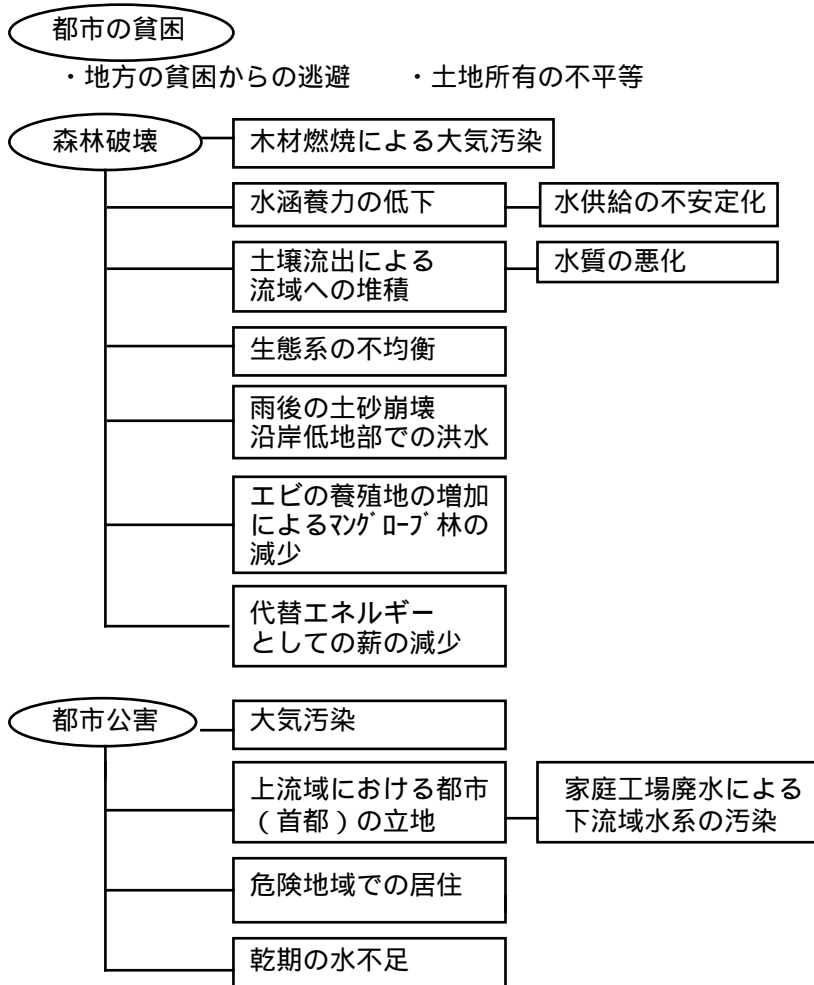 都市の貧困
・地方の貧困からの逃避　　・土地所有の不平等
森林破壊
木材燃焼による大気汚染
水涵養力の低下
水供給の不安定化
土壌流出による
流域への堆積
水質の悪化
生態系の不均衡
雨後の土砂崩壊
沿岸低地部での洪水
エビの養殖地の増加
によるﾏﾝｸﾞﾛｰﾌﾞ林の
減少
代替エネルギー
としての薪の減少
都市公害
大気汚染
上流域における都市
（首都）の立地
家庭工場廃水による
下流域水系の汚染
危険地域での居住
乾期の水不足